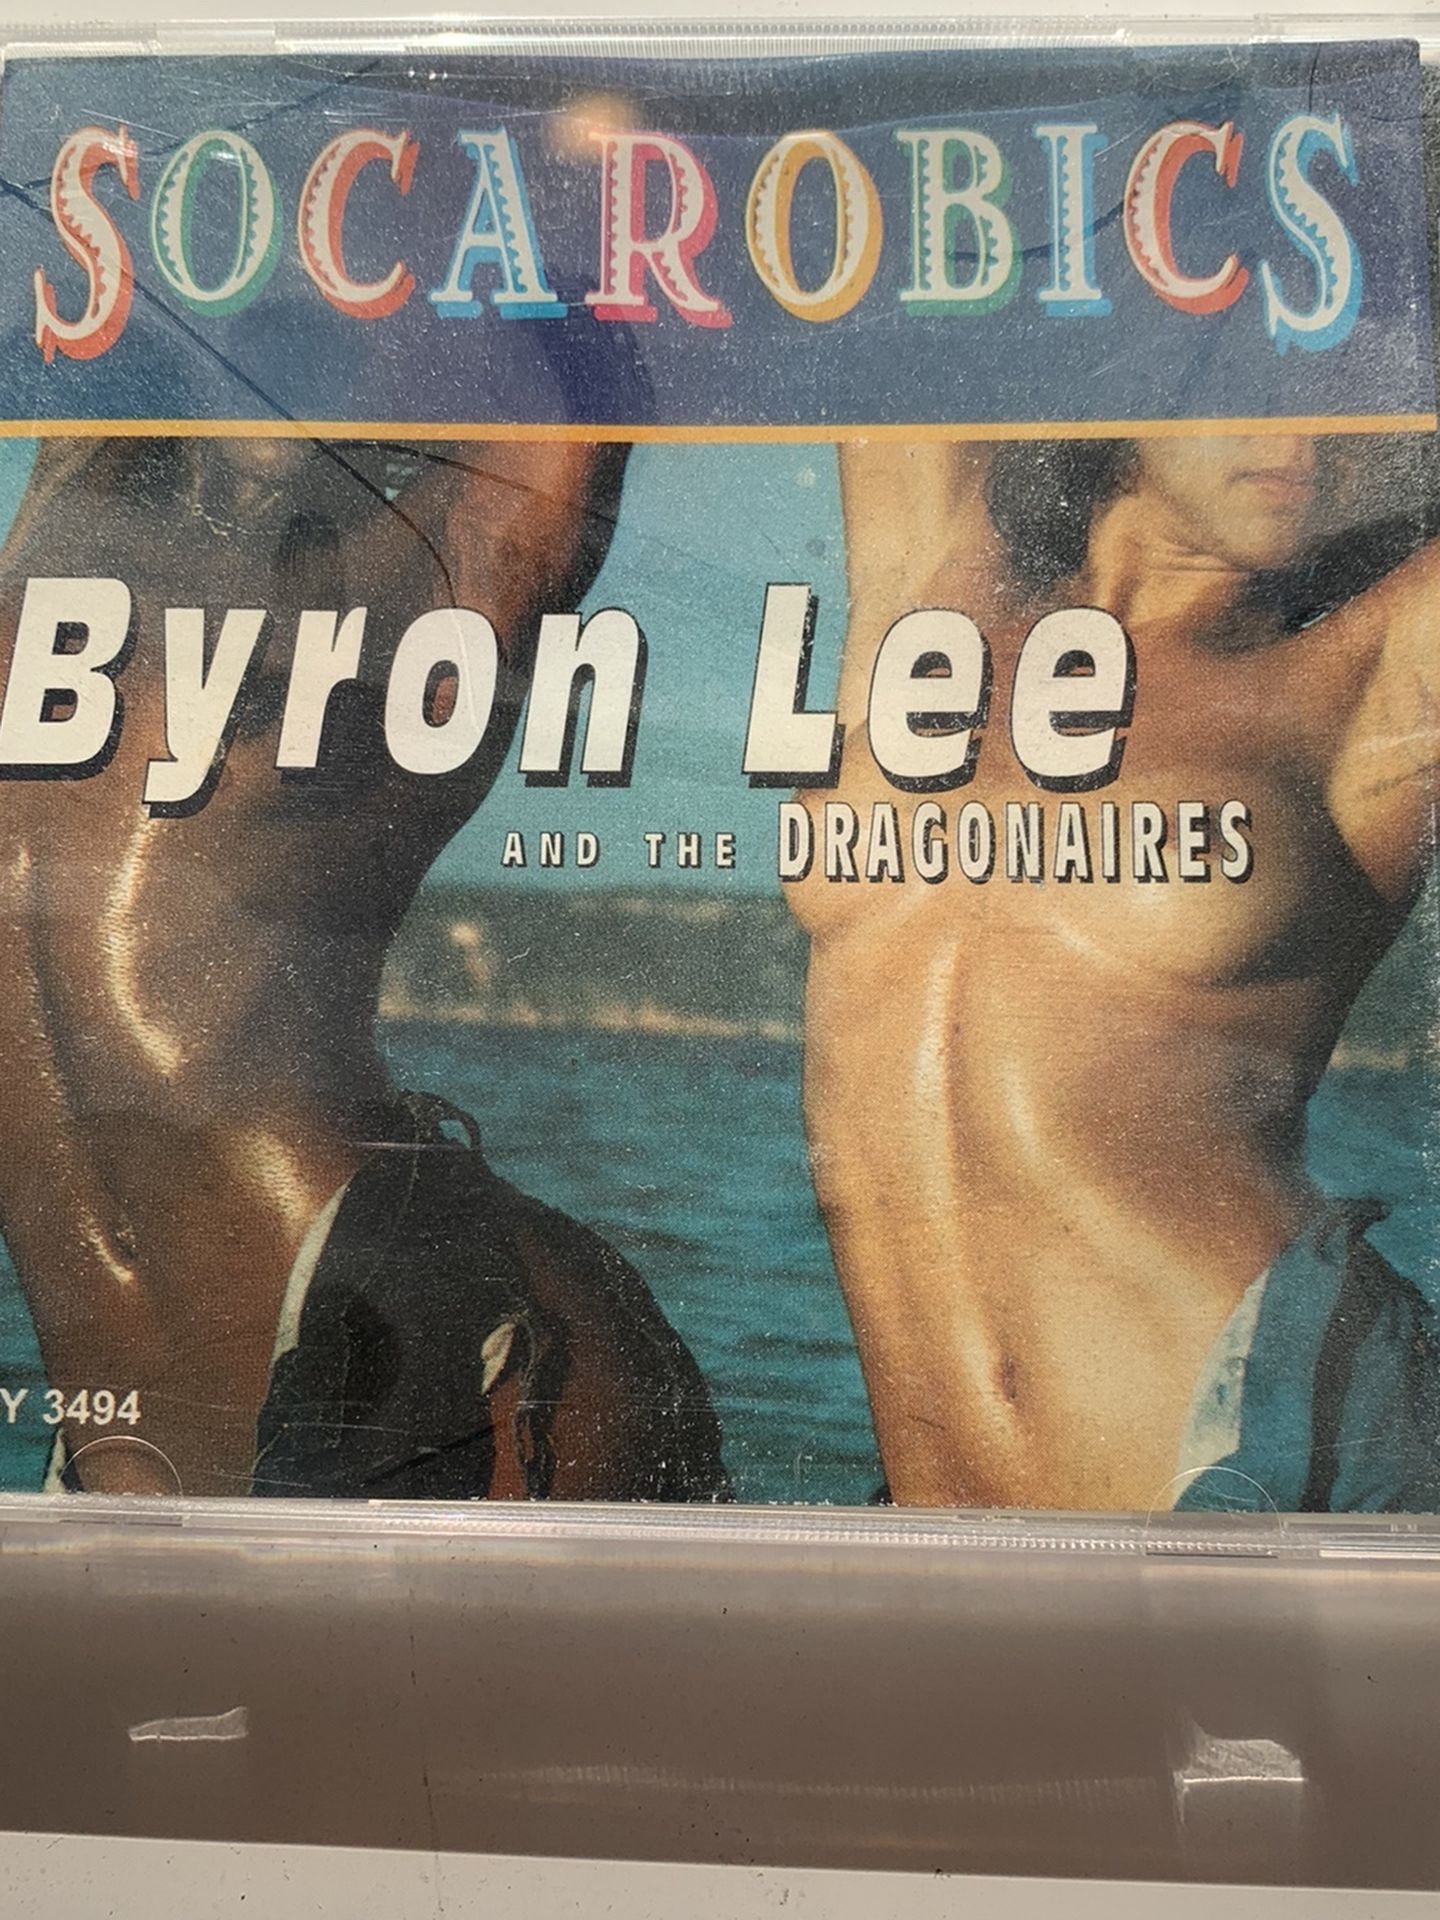 SOCAROBICS
Byron Lee
AND THE DRAGONAIRES
Y 3494